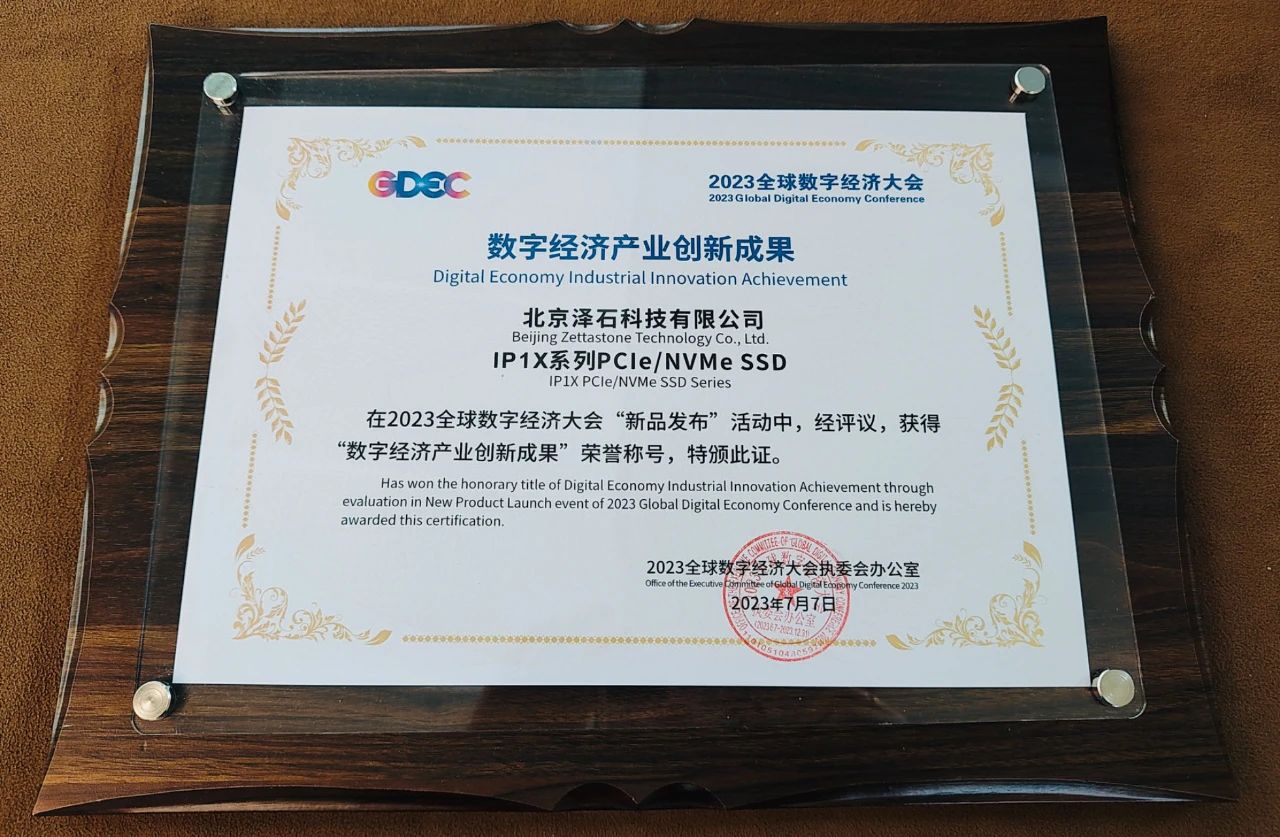 GDEC
2023全球数字经济大会
2023 Global Digital Economy Conference
数字经济产业创新成果
Digital Economy Industrial Innovation Achievement
北京泽石科技有限公司
Beijing Zettastone Technology Co., Ltd.
IP1X系列PCIe/NVMe SSD
IP1X PCIe/NVMe SSD Series
在2023全球数字经济大会“新品发布”活动中，经评议，获得
“数字经济产业创新成果”荣誉称号，特颁此证。
Has won the honorary title of Digital Economy Industrial Innovation Achievement through
evaluation in New Product Launch event of 2023 Global Digital Economy Conference and is hereby
awarded this certification.
2023全球数字经济大会执委会办公室
Office of the Executive Committee of Global Digital Economy Conference 2023
2023年7月7日